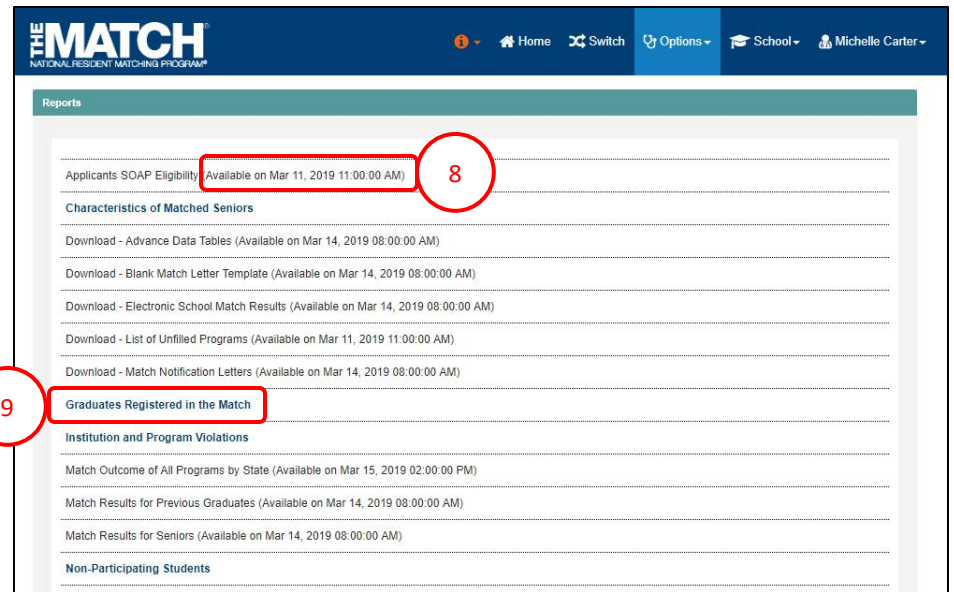 THE MATCH®
NATIONAL RESIDENT MATCHING PROGRAM®
Home Switch Options School Michelle Carter
Reports
Applicants SOAP Eligibility (Available on Mar 11, 2019 11:00:00 AM)
8
Characteristics of Matched Seniors
Download - Advance Data Tables (Available on Mar 14, 2019 08:00:00 AM)
Download - Blank Match Letter Template (Available on Mar 14, 2019 08:00:00 AM)
Download - Electronic School Match Results (Available on Mar 14, 2019 08:00:00 AM)
Download - List of Unfilled Programs (Available on Mar 11, 2019 11:00:00 AM)
Download - Match Notification Letters (Available on Mar 14, 2019 08:00:00 AM)
9
Graduates Registered in the Match
Institution and Program Violations
Match Outcome of All Programs by State (Available on Mar 15, 2019 02:00:00 PM)
Match Results for Previous Graduates (Available on Mar 14, 2019 08:00:00 AM)
Match Results for Seniors (Available on Mar 14, 2019 08:00:00 AM)
Non-Participating Students